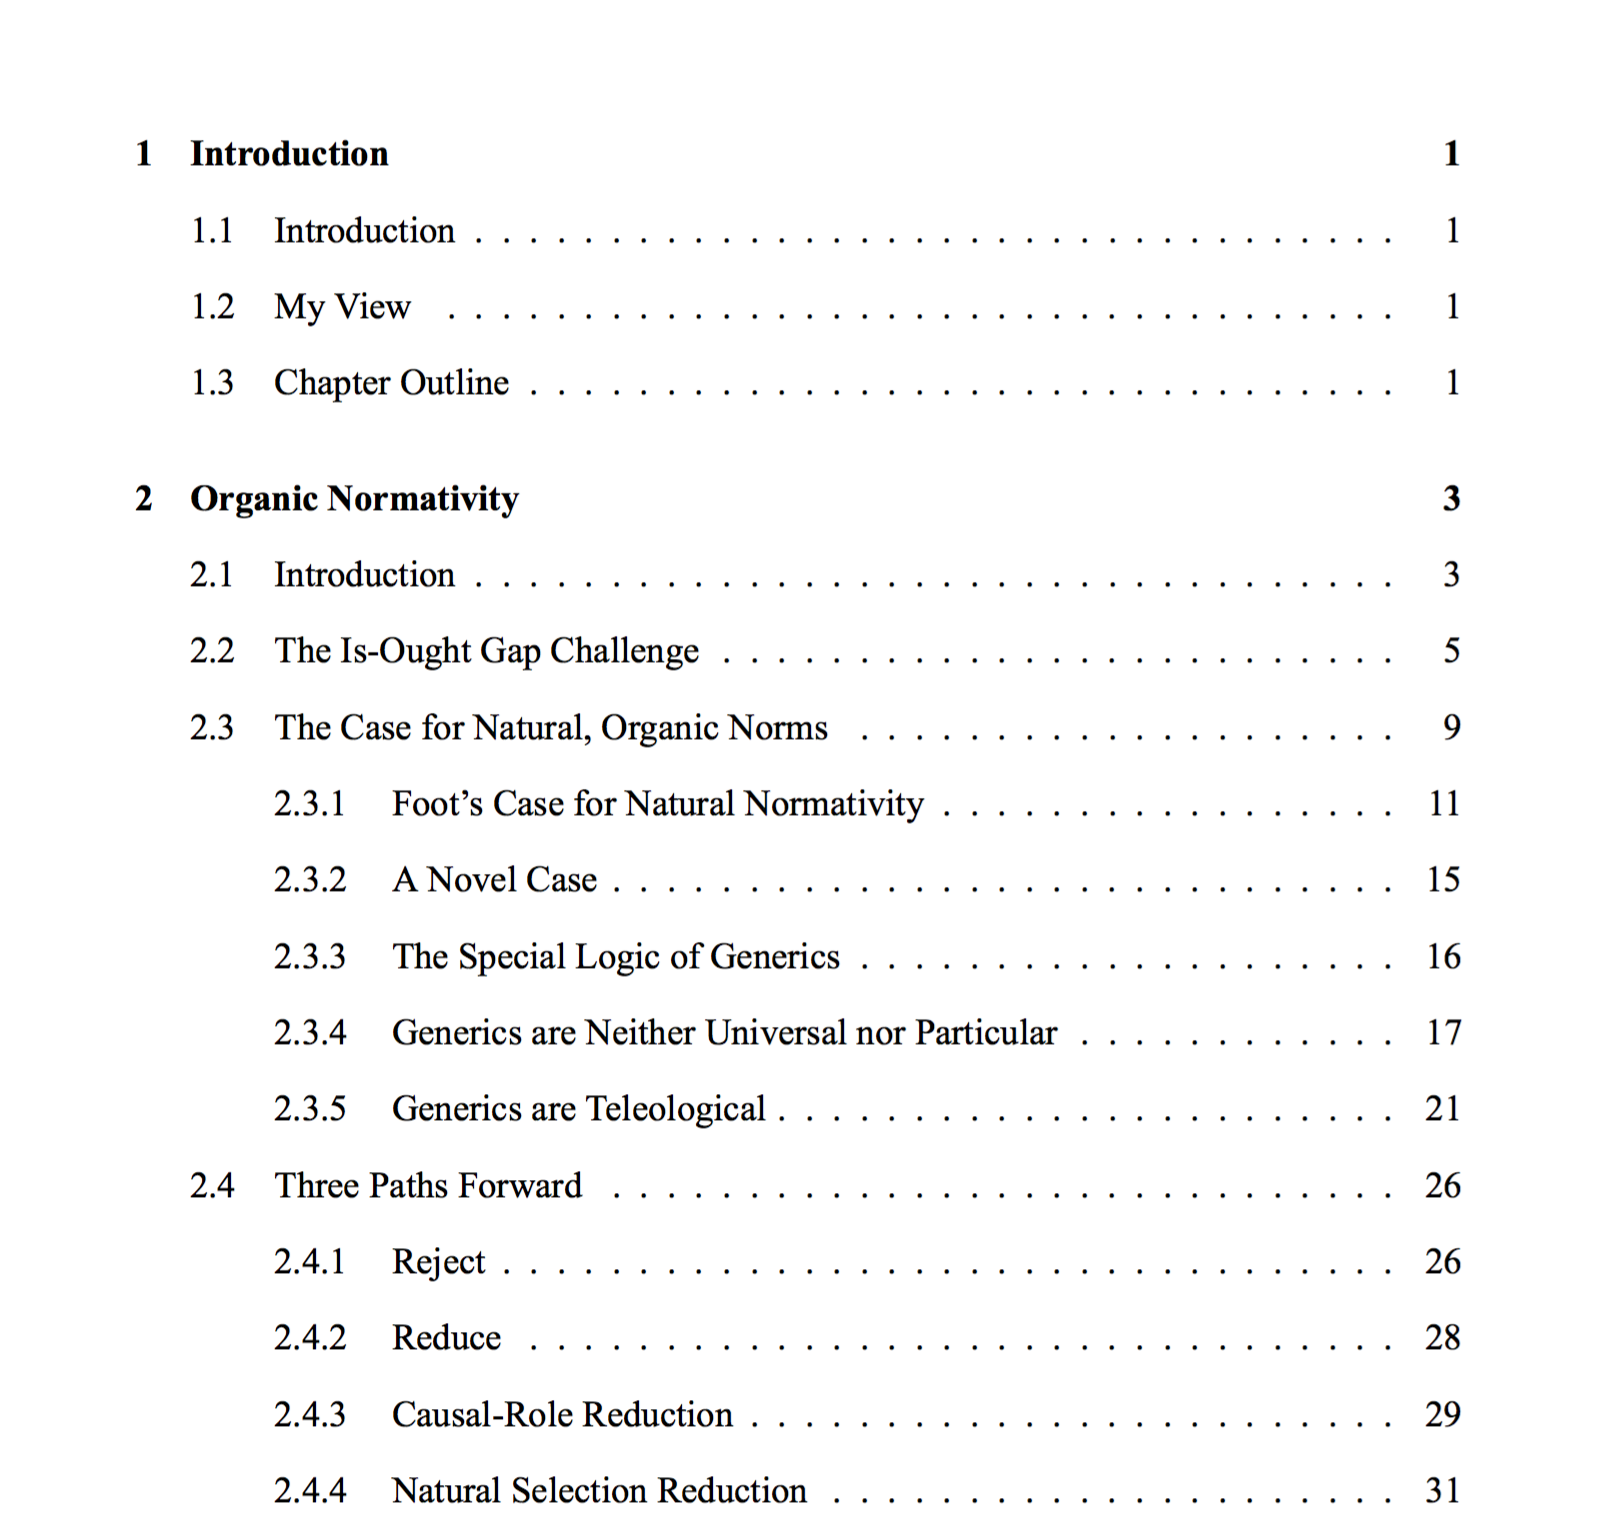 1 Introduction 1
1.1 Introduction . . . . . . . . . . . . . . . . . . . . . . . . . . . . . . . . . . 1
1.2 My View . . . . . . . . . . . . . . . . . . . . . . . . . . . . . . . . . . . 1
1.3 Chapter Outline . . . . . . . . . . . . . . . . . . . . . . . . . . . . . . . . 1
2 Organic Normativity 3
2.1 Introduction . . . . . . . . . . . . . . . . . . . . . . . . . . . . . . . . . . 3
2.2 The Is-Ought Gap Challenge . . . . . . . . . . . . . . . . . . . . . . . . . 5
2.3 The Case for Natural, Organic Norms . . . . . . . . . . . . . . . . . . . . 9
2.3.1 Foot’s Case for Natural Normativity . . . . . . . . . . . . . . . . . 11
2.3.2 A Novel Case . . . . . . . . . . . . . . . . . . . . . . . . . . . . . 15
2.3.3 The Special Logic of Generics . . . . . . . . . . . . . . . . . . . . 16
2.3.4 Generics are Neither Universal nor Particular . . . . . . . . . . . . 17
2.3.5 Generics are Teleological . . . . . . . . . . . . . . . . . . . . . . . 21
2.4 Three Paths Forward . . . . . . . . . . . . . . . . . . . . . . . . . . . . . 26
2.4.1 Reject . . . . . . . . . . . . . . . . . . . . . . . . . . . . . . . . . 26
2.4.2 Reduce . . . . . . . . . . . . . . . . . . . . . . . . . . . . . . . . 28
2.4.3 Causal-Role Reduction . . . . . . . . . . . . . . . . . . . . . . . . 29
2.4.4 Natural Selection Reduction . . . . . . . . . . . . . . . . . . . . . 31